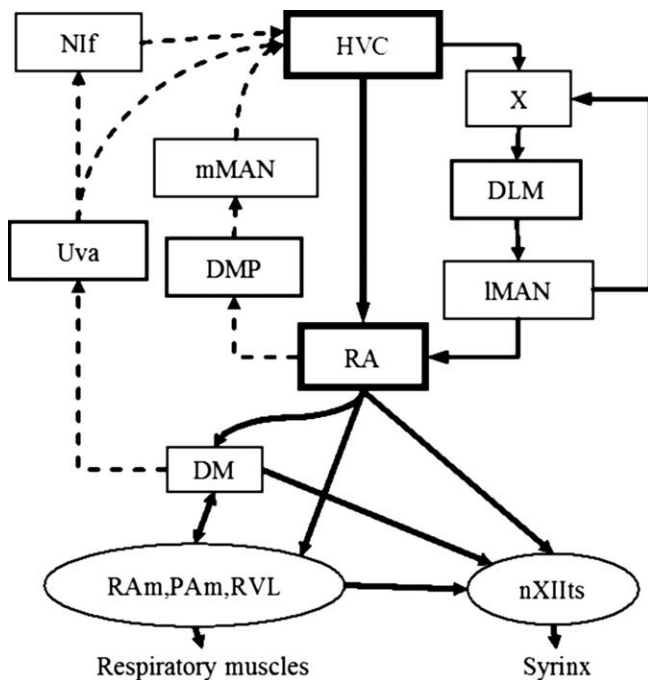 NIf
HVC
X
mMAN
DLM
Uva
DMP
lMAN
RA
DM
RAm,PAm,RVL
nXIIts
Respiratory muscles
Syrinx